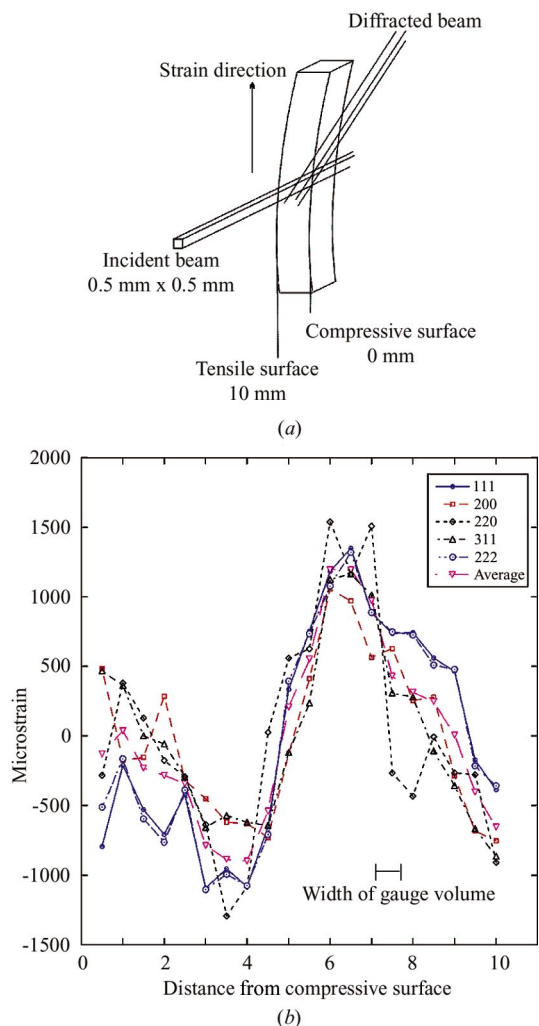 Diffracted beam
Strain direction
Incident beam
0.5 mm x 0.5 mm
Compressive surface
0 mm
Tensile surface
10 mm
(a)
2000
1500
1000
500
0
-500
-1000
-1500
Microstrain
111
200
220
311
222
Average
Width of gauge volume
0 2 4 6 8 10
Distance from compressive surface
(b)